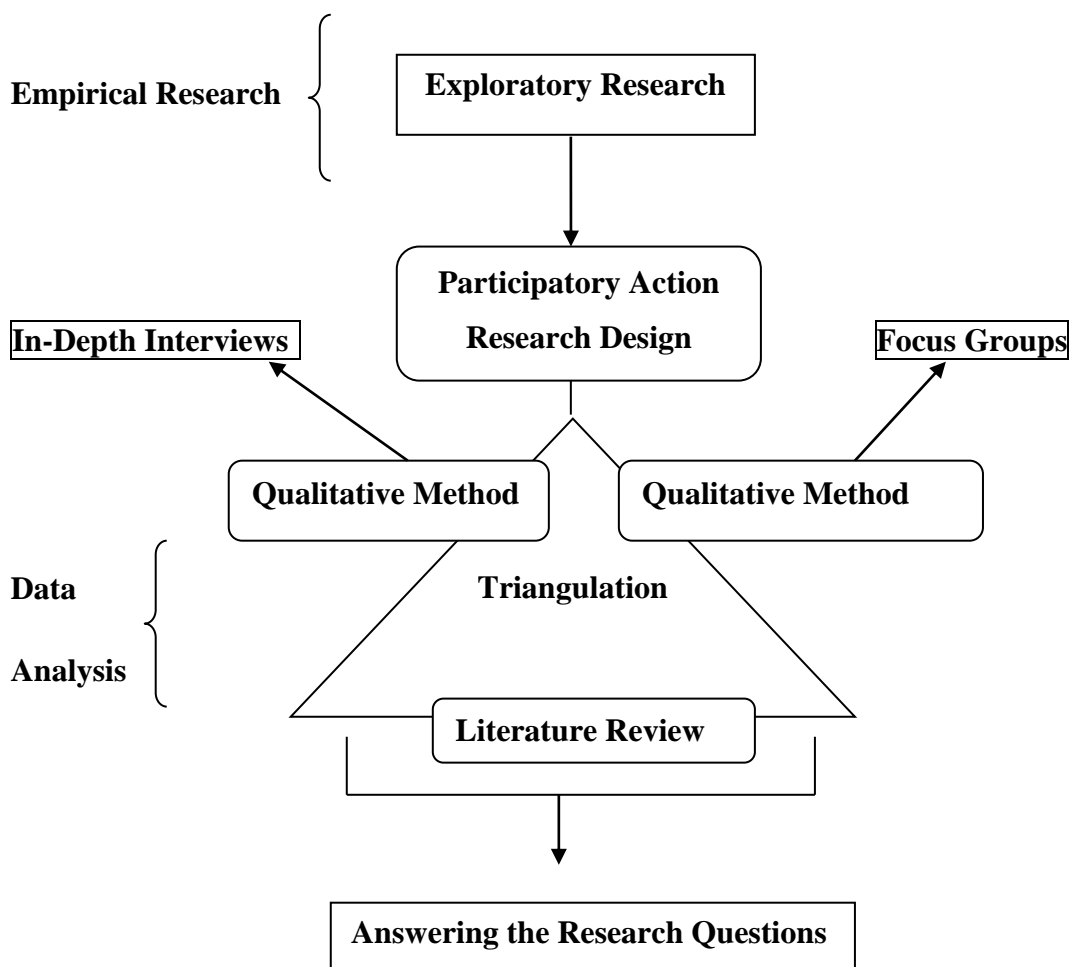 Exploratory Research
Empirical Research
Participatory Action
Research Design
In-Depth Interviews
Focus Groups
Qualitative Method
Qualitative Method
Data
Triangulation
Analysis
Literature Review
Answering the Research Questions